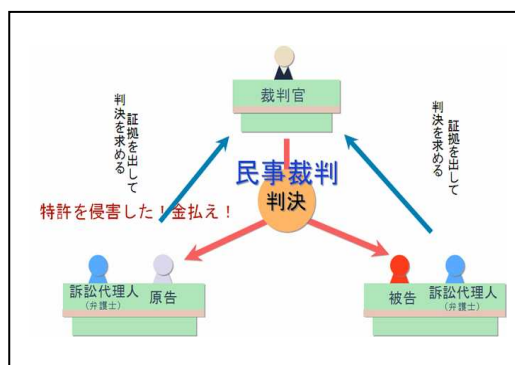 裁判官
証拠を出して
判決を求める
証拠を出して
判決を求める
民事裁判
判決
特許を侵害した！金払え！
訴訟代理人
(弁護士)
原告
被告
訴訟代理人
(弁護士)